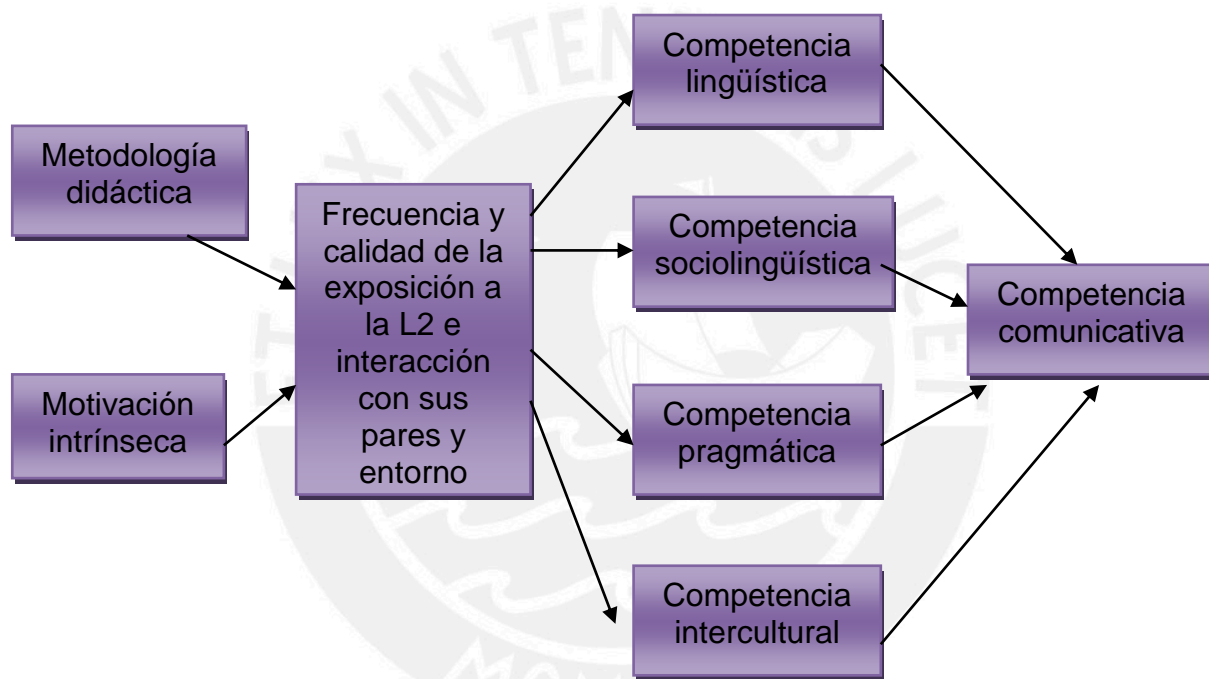 Metodología
didáctica
Motivación
intrínseca
Frecuencia y
calidad de la
exposición a
la L2 e
interacción
con sus
pares y
entorno
Competencia
lingüística
Competencia
sociolingüística
Competencia
pragmática
Competencia
intercultural
Competencia
comunicativa